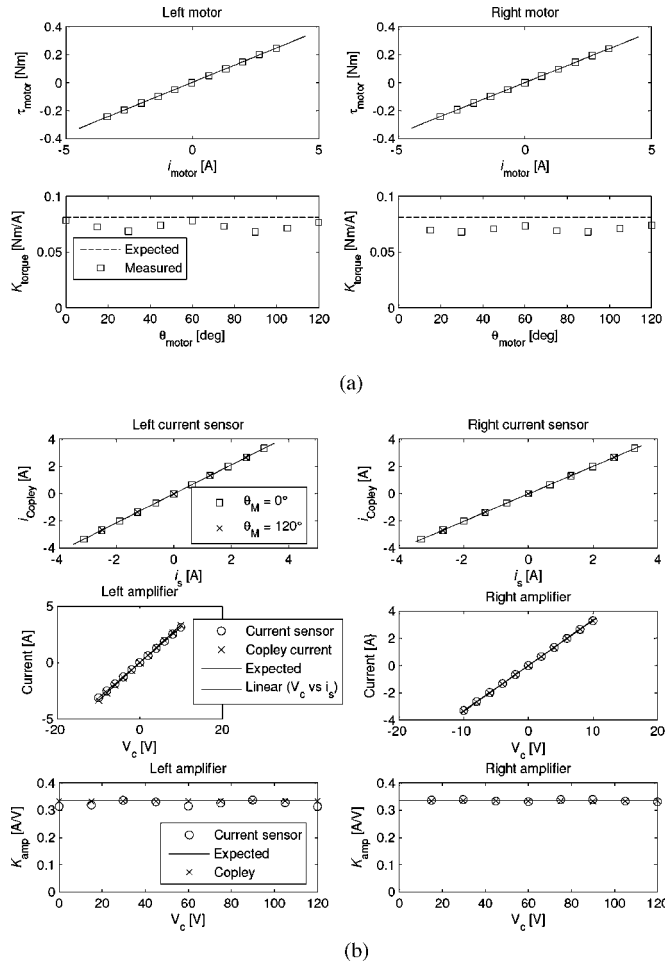 Left motor
0.4
0.2
0
-0.2
-0.4
τmotor [Nm]
-5
0
5
imotor [A]
Right motor
0.4
0.2
0
-0.2
-0.4
τmotor [Nm]
-5
0
5
imotor [A]
0.1
0.05
0
Ktorque [Nm/A]
Expected
Measured
0
20
40
60
80
100
120
θmotor [deg]
0.1
0.05
0
Ktorque [Nm/A]
0
20
40
60
80
100
120
θmotor [deg]
(a)
Left current sensor
4
2
0
-2
-4
iCopley [A]
θM = 0°
θM = 120°
-4
-2
0
2
4
is [A]
Right current sensor
4
2
0
-2
-4
iCopley [A]
-4
-2
0
2
4
is [A]
Left amplifier
5
0
-5
Current [A]
Current sensor
Copley current
Expected
Linear (Vc vs is)
-20
0
20
Vc [V]
Right amplifier
4
2
0
-2
-4
Current [A}
-20
-10
0
10
20
Vc [V]
Left amplifier
0.4
0.3
0.2
0.1
0
Kamp [A/V]
Current sensor
Expected
Copley
0
20
40
60
80
100
120
Vc [V]
Right amplifier
0.4
0.3
0.2
0.1
0
Kamp [A/V]
0
20
40
60
80
100
120
Vc [V]
(b)